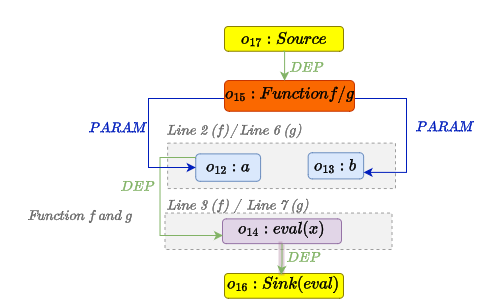 o17 : Source
DEP
o15 : Functionf/g
PARAM
PARAM
Line 2 (f)/Line 6 (g)
o12 : a
o13 : b
DEP
Line 3 (f) / Line 7 (g)
Function f and g
o14 : eval(x)
DEP
o16 : Sink(eval)